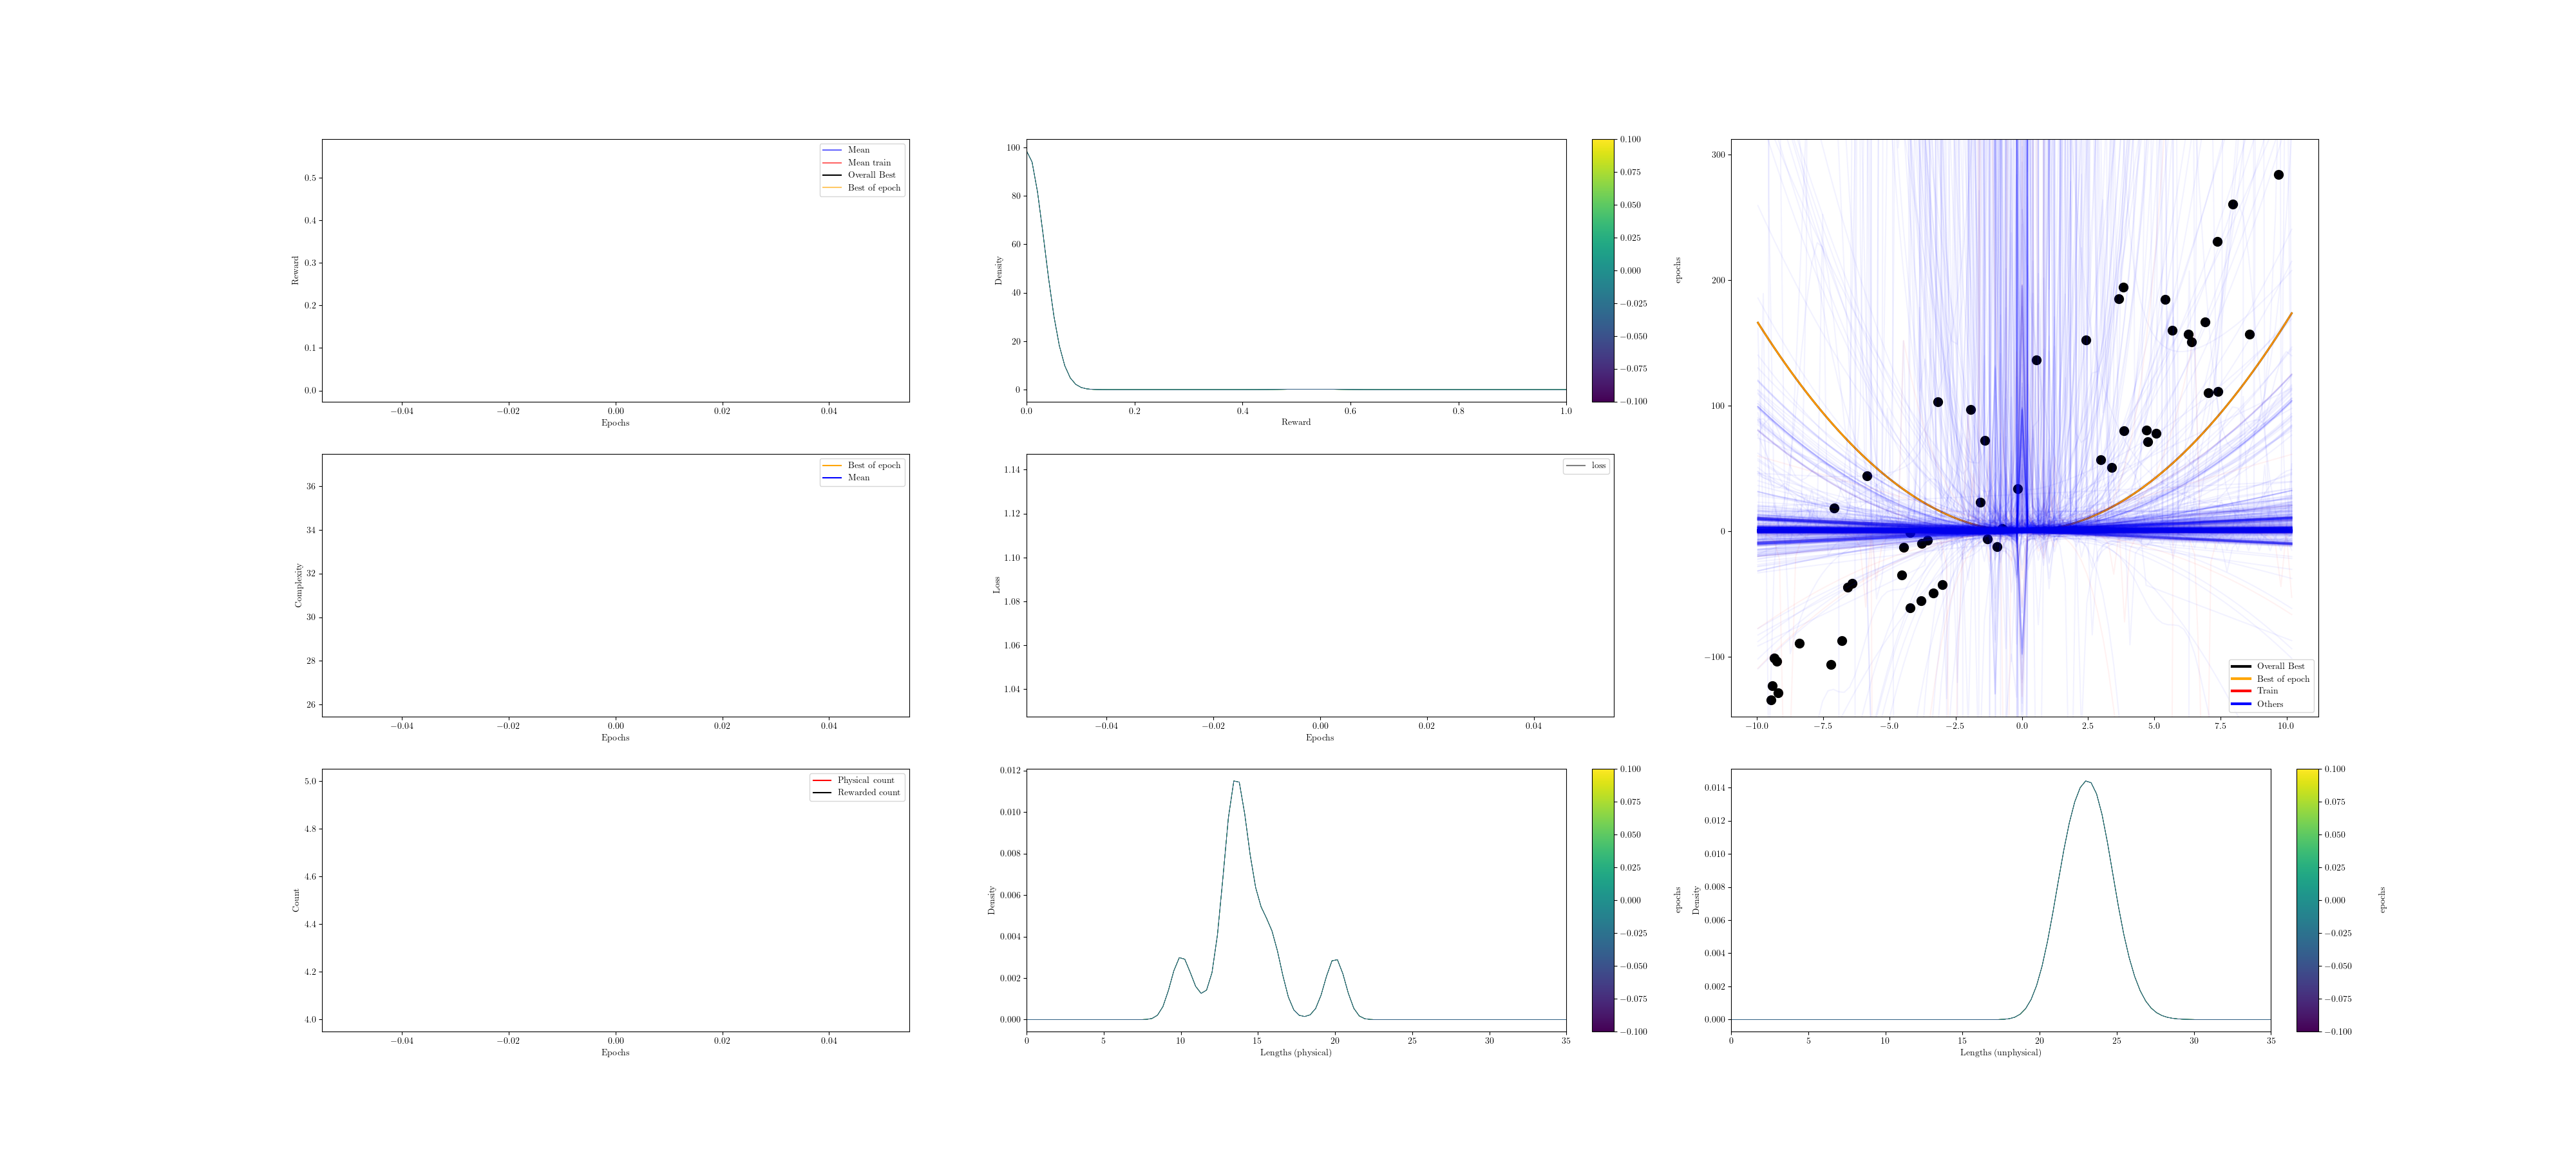 Mean
Mean train
Overall Best
Best of epoch
0.5
0.4
0.3
0.2
0.1
0.0
Reward
−0.04 −0.02 0.00 0.02 0.04
Epochs
100
80
60
40
20
0
Density
0.0 0.2 0.4 0.6 0.8 1.0
Reward
0.100
0.075
0.050
0.025
0.000
−0.025
−0.050
−0.075
−0.100
epochs
300
200
100
0
−100
−10.0 −7.5 −5.0 −2.5 0.0 2.5 5.0 7.5 10.0
Overall Best
Best of epoch
Train
Others
Best of epoch
Mean
36
34
32
30
28
26
Complexity
−0.04 −0.02 0.00 0.02 0.04
Epochs
loss
1.14
1.12
1.10
1.08
1.06
1.04
Loss
−0.04 −0.02 0.00 0.02 0.04
Epochs
Physical count
Rewarded count
5.0
4.8
4.6
4.4
4.2
4.0
Count
−0.04 −0.02 0.00 0.02 0.04
Epochs
0.012
0.010
0.008
0.006
0.004
0.002
0.000
Density
0 5 10 15 20 25 30 35
Lengths (physical)
0.100
0.075
0.050
0.025
0.000
−0.025
−0.050
−0.075
−0.100
epochs
0.014
0.012
0.010
0.008
0.006
0.004
0.002
0.000
Density
0 5 10 15 20 25 30 35
Lengths (unphysical)
0.100
0.075
0.050
0.025
0.000
−0.025
−0.050
−0.075
−0.100
epochs